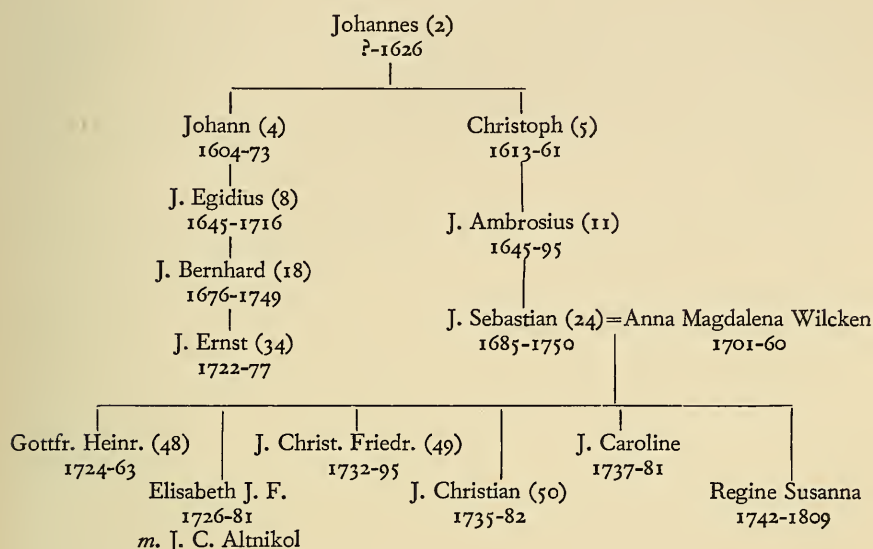 Johannes (2)
?-1626
Johann (4) Christoph (5)
1604-73 1613-61
J. Egidius (8)
1645-1716
J. Ambrosius (11)
1645-95
J. Bernhard (18)
1676-1749
J. Sebastian (24)=Anna Magdalena Wilcken
1685-1750 1701-60
J. Ernst (34)
1722-77
Gottfr. Heinr. (48) J. Christ. Friedr. (49) J. Caroline
1724-63 1732-95 1737-81
Elisabeth J. F. J. Christian (50) Regine Susanna
1726-81 1735-82 1742-1809
m. J. C. Altnikol